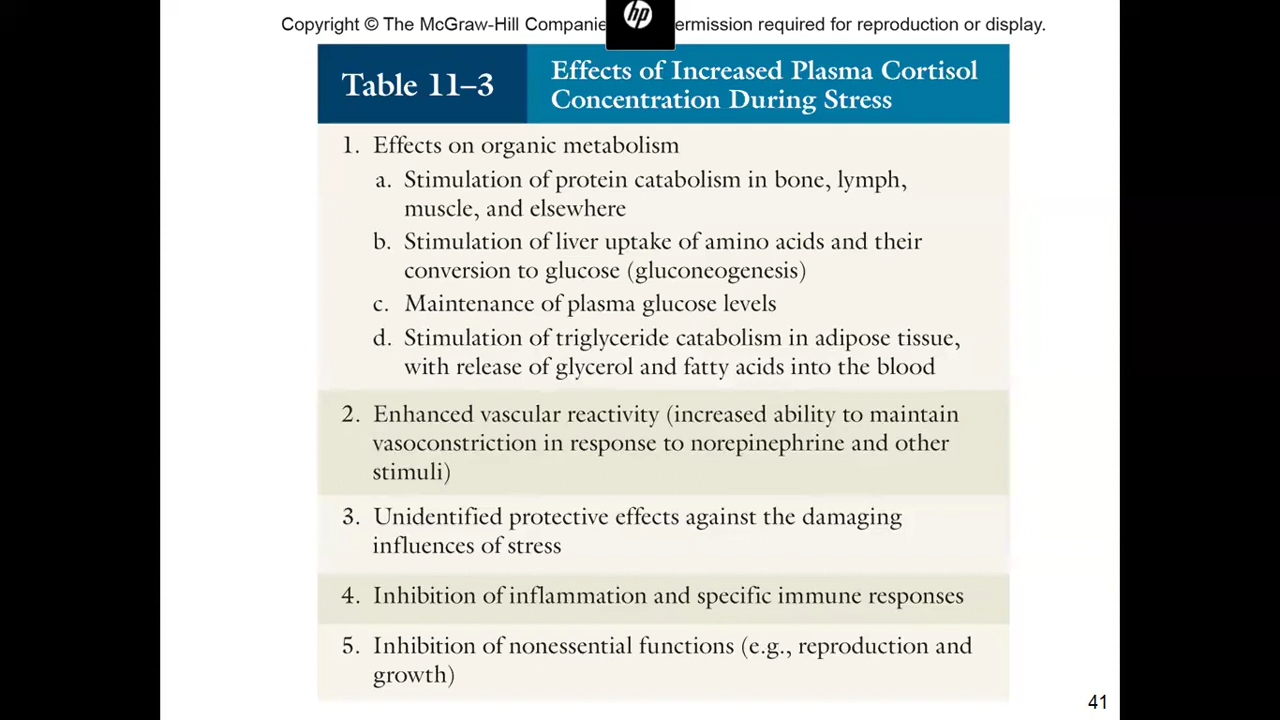 Copyright © The McGraw-Hill Companie ermission required for reproduction or display.
hp
Table 11–3
Effects of Increased Plasma Cortisol
Concentration During Stress
1. Effects on organic metabolism
a. Stimulation of protein catabolism in bone, lymph,
muscle, and elsewhere
b. Stimulation of liver uptake of amino acids and their
conversion to glucose (gluconeogenesis)
c. Maintenance of plasma glucose levels
d. Stimulation of triglyceride catabolism in adipose tissue,
with release of glycerol and fatty acids into the blood
2. Enhanced vascular reactivity (increased ability to maintain
vasoconstriction in response to norepinephrine and other
stimuli)
3. Unidentified protective effects against the damaging
influences of stress
4. Inhibition of inflammation and specific immune responses
5. Inhibition of nonessential functions (e.g., reproduction and
growth)
41